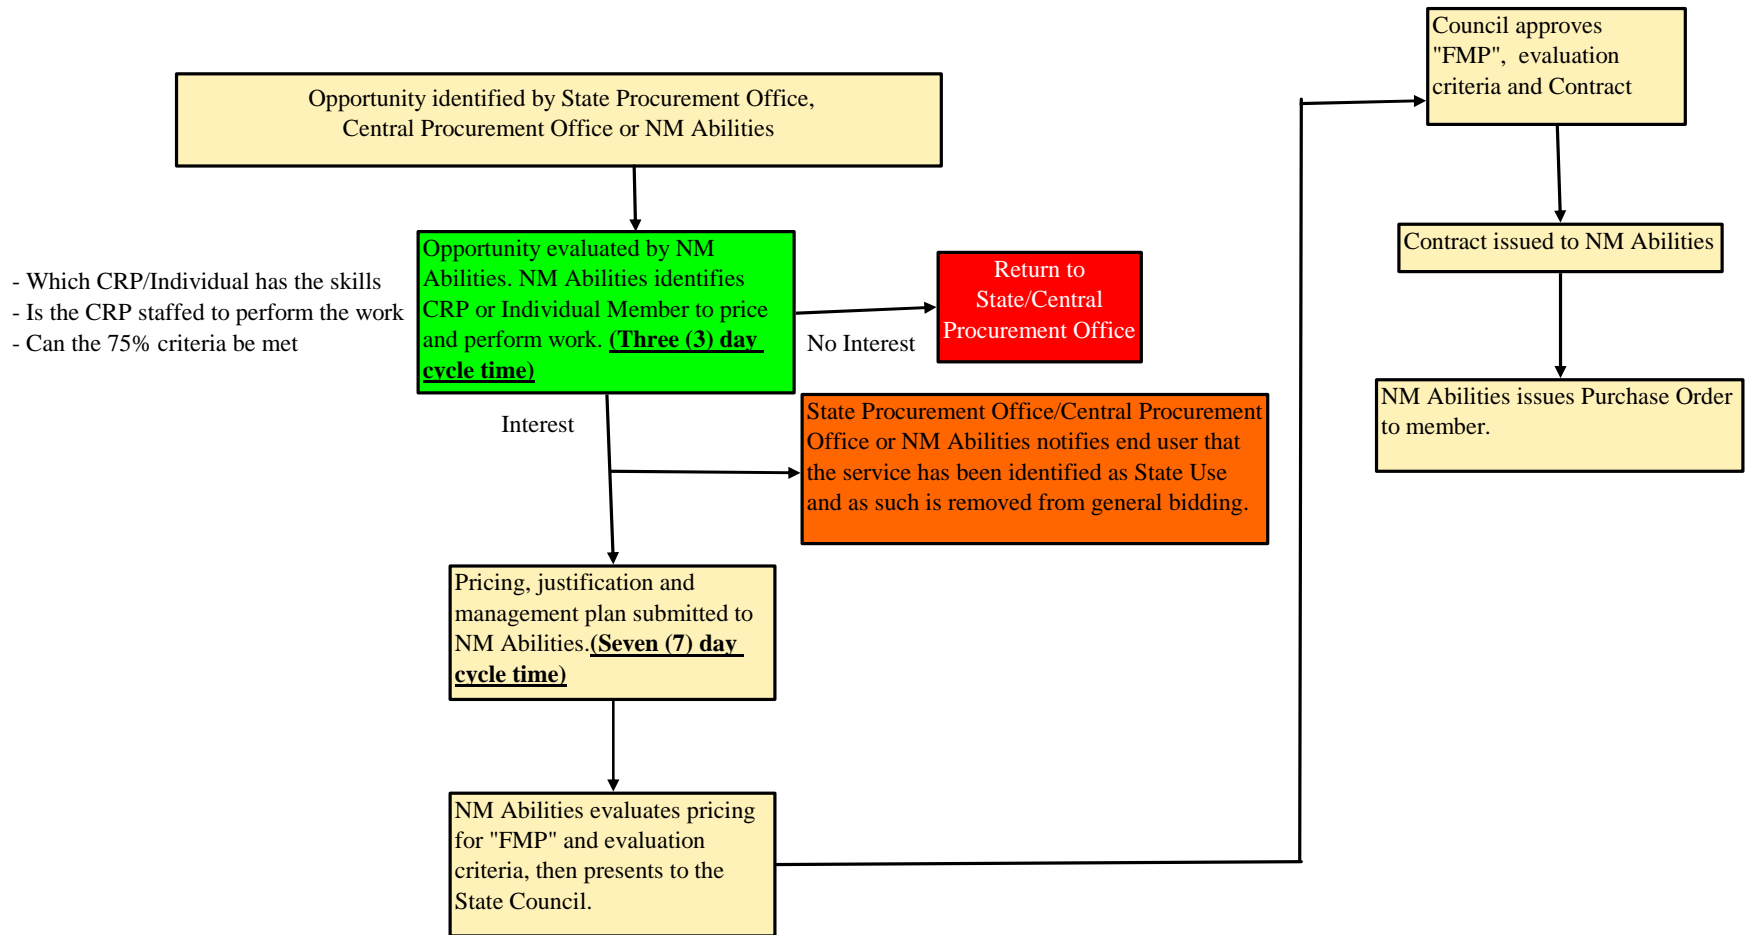 Opportunity identified by State Procurement Office,
Central Procurement Office or NM Abilities
- Which CRP/Individual has the skills
- Is the CRP staffed to perform the work
- Can the 75% criteria be met
Opportunity evaluated by NM
Abilities. NM Abilities identifies
CRP or Individual Member to price
and perform work. (Three (3) day
cycle time)
No Interest
Return to
State/Central
Procurement Office
Interest
State Procurement Office/Central Procurement
Office or NM Abilities notifies end user that
the service has been identified as State Use
and as such is removed from general bidding.
Pricing, justification and
management plan submitted to
NM Abilities.(Seven (7) day
cycle time)
NM Abilities evaluates pricing
for "FMP" and evaluation
criteria, then presents to the
State Council.
Council approves
"FMP",  evaluation
criteria and Contract
Contract issued to NM Abilities
NM Abilities issues Purchase Order
to member.